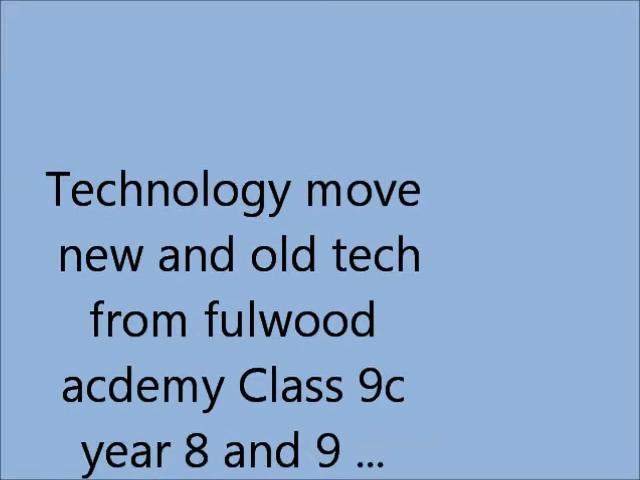 Technology move
new and old tech
from fulwood
acdemy Class 9c
year 8 and 9 ...